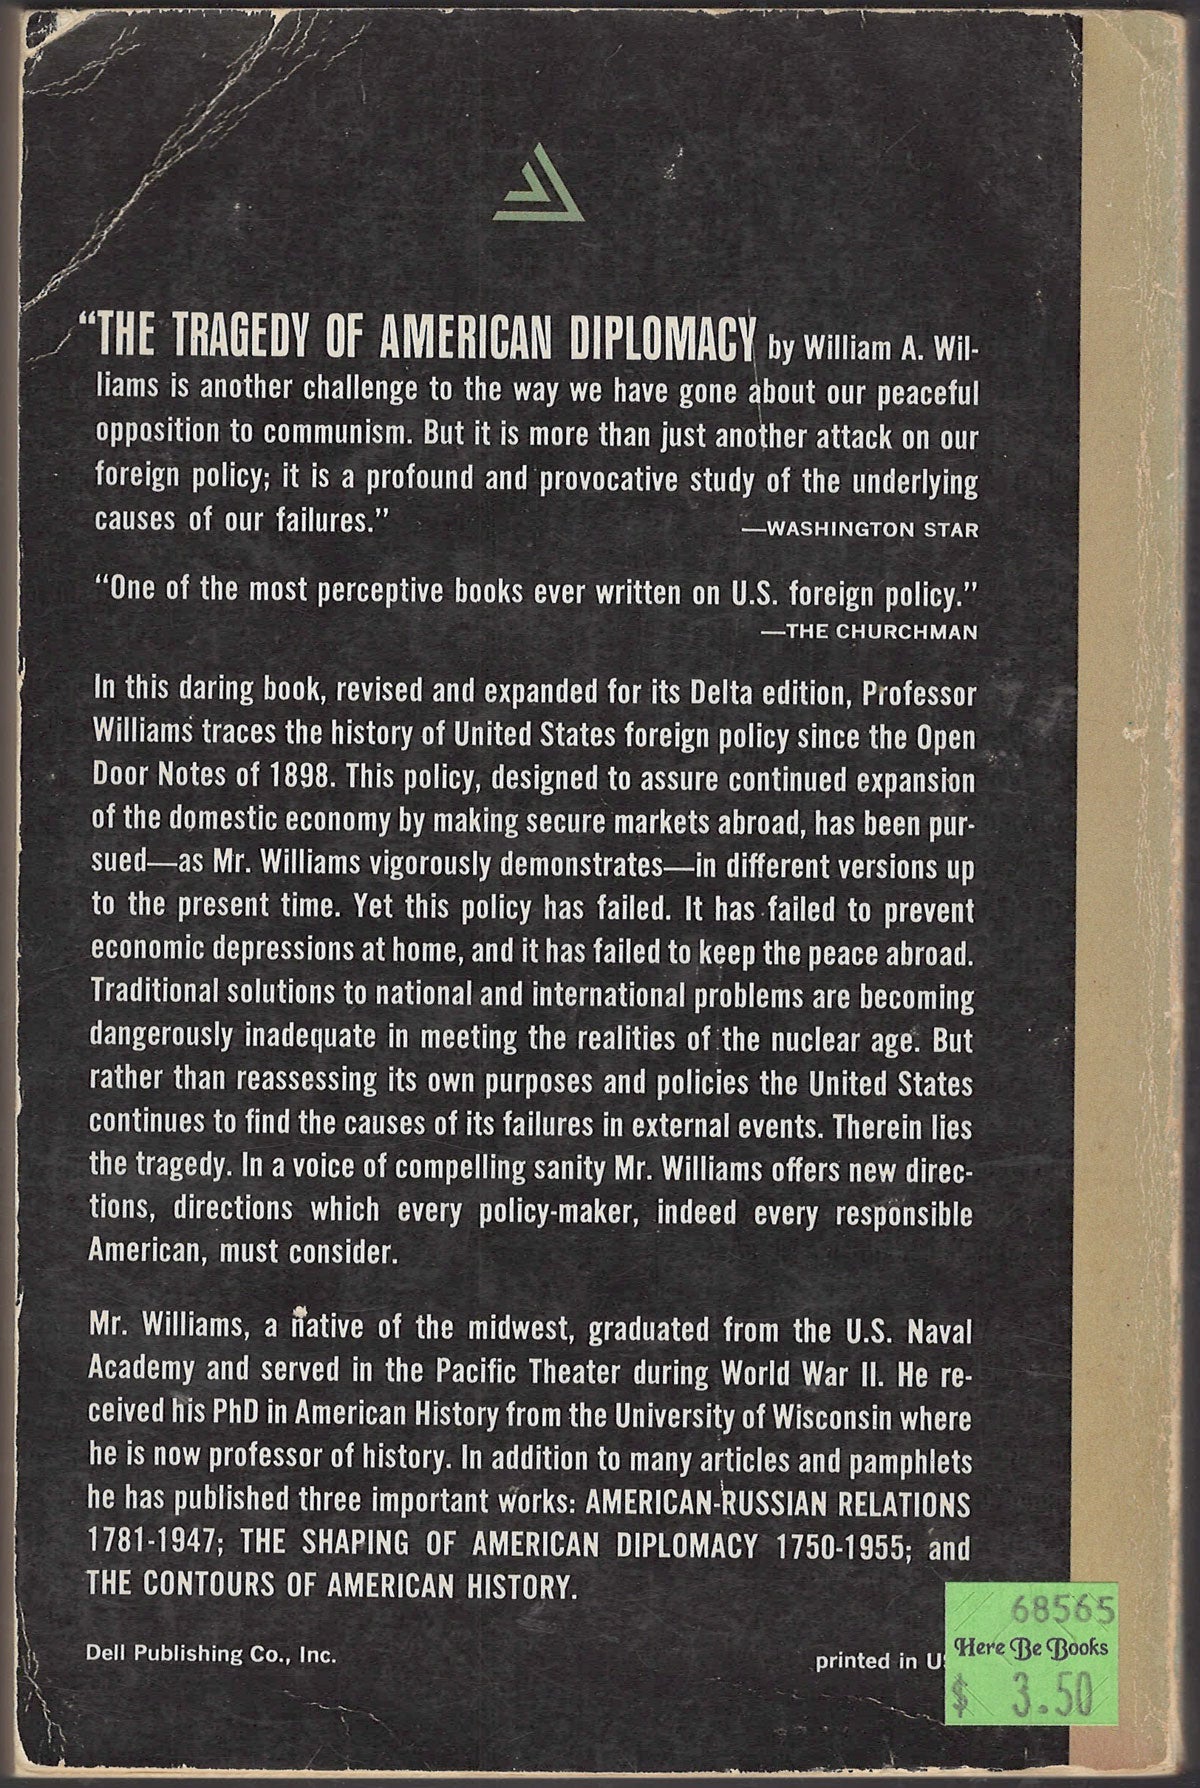 “THE TRAGEDY OF AMERICAN DIPLOMACY by William A. Wil-
liams is another challenge to the way we have gone about our peaceful
opposition to communism. But it is more than just another attack on our
foreign policy; it is a profound and provocative study of the underlying
causes of our failures.”
—WASHINGTON STAR
“One of the most perceptive books ever written on U.S. foreign policy.”
—THE CHURCHMAN
In this daring book, revised and expanded for its Delta edition, Professor
Williams traces the history of United States foreign policy since the Open
Door Notes of 1898. This policy, designed to assure continued expansion
of the domestic economy by making secure markets abroad, has been pur-
sued—as Mr. Williams vigorously demonstrates—in different versions up
to the present time. Yet this policy has failed. It has failed to prevent
economic depressions at home, and it has failed to keep the peace abroad.
Traditional solutions to national and international problems are becoming
dangerously inadequate in meeting the realities of the nuclear age. But
rather than reassessing its own purposes and policies the United States
continues to find the causes of its failures in external events. Therein lies
the tragedy. In a voice of compelling sanity Mr. Williams offers new direc-
tions, directions which every policy-maker, indeed every responsible
American, must consider.
Mr. Williams, a native of the midwest, graduated from the U.S. Naval
Academy and served in the Pacific Theater during World War II. He re-
ceived his PhD in American History from the University of Wisconsin where
he is now professor of history. In addition to many articles and pamphlets
he has published three important works: AMERICAN-RUSSIAN RELATIONS
1781-1947; THE SHAPING OF AMERICAN DIPLOMACY 1750-1955; and
THE CONTOURS OF AMERICAN HISTORY.
Dell Publishing Co., Inc.
printed in U
68565
Here Be Books
$ 3.50